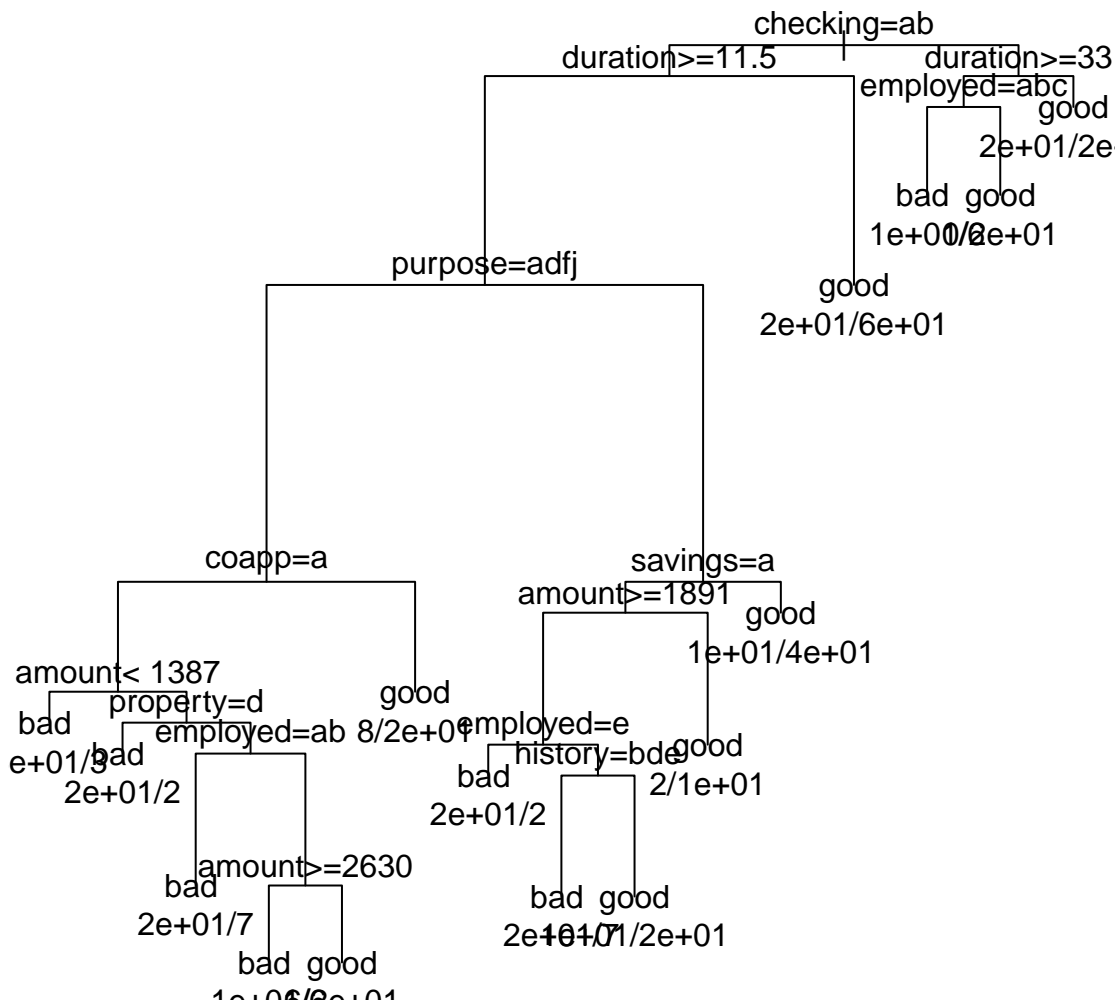 checking=ab
duration>=11.5
duration>=33
employed=abc
good
bad
good
purpose=adfj
good
2e+01/6e+01
coapp=a
savings=a
amount>=1891
good
1e+01/4e+01
amount< 1387
property=d
employed=ab
bad
bad
2e+01/2
good
8/2e+01
employed=e
history=bde
good
2/1e+01
bad
2e+01/2
amount>=2630
bad
2e+01/7
bad
good
bad
good